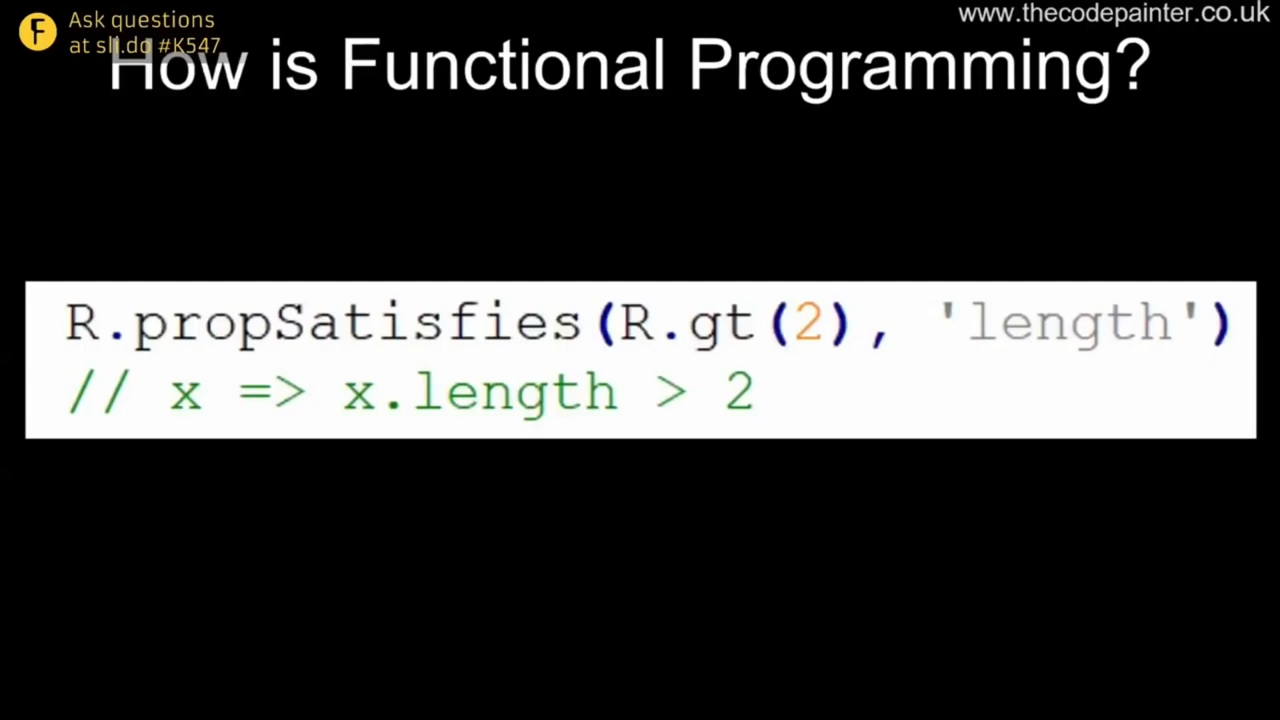 Ask questions
at sli.do #K547
www.thecodepainter.co.uk
How is Functional Programming?
R.propSatisfies(R.gt(2), 'length')
// x => x.length > 2